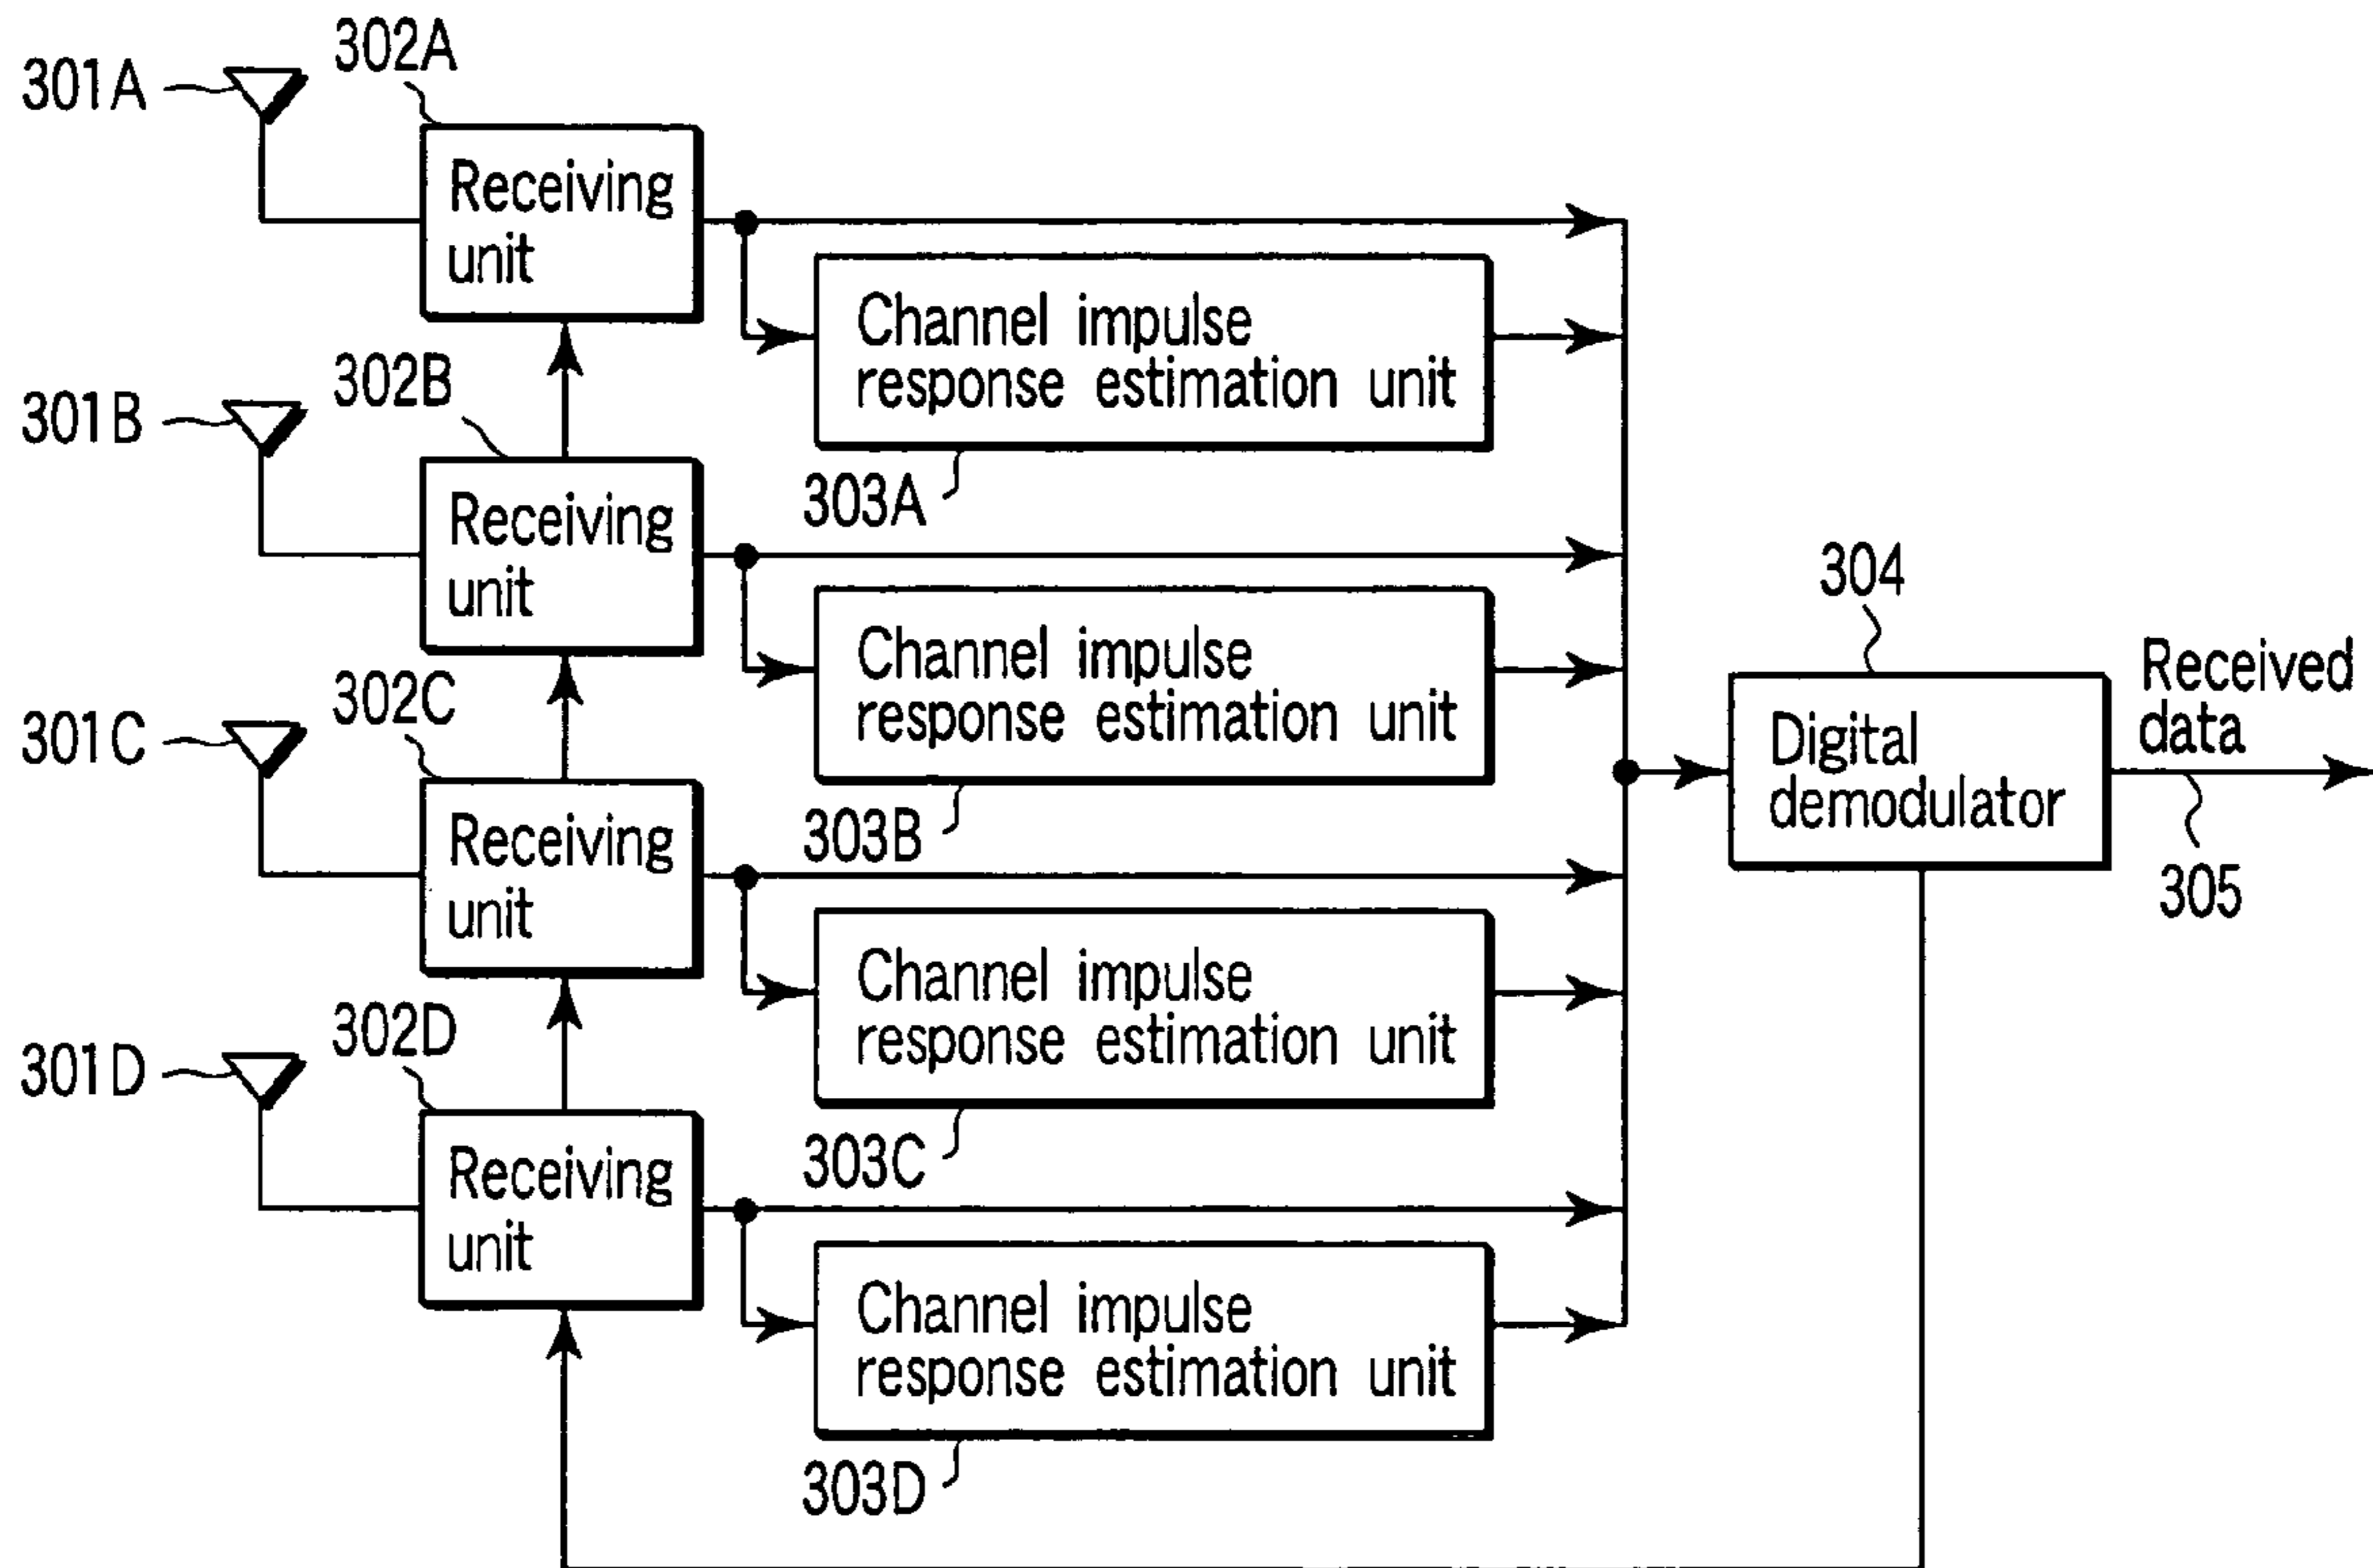 302A
301A
Receiving
unit
Channel impulse
response estimation unit
303A
302B
301B
Receiving
unit
Channel impulse
response estimation unit
303B
304
Received
data
Digital
demodulator
305
302C
301C
Receiving
unit
Channel impulse
response estimation unit
303C
302D
301D
Receiving
unit
Channel impulse
response estimation unit
303D